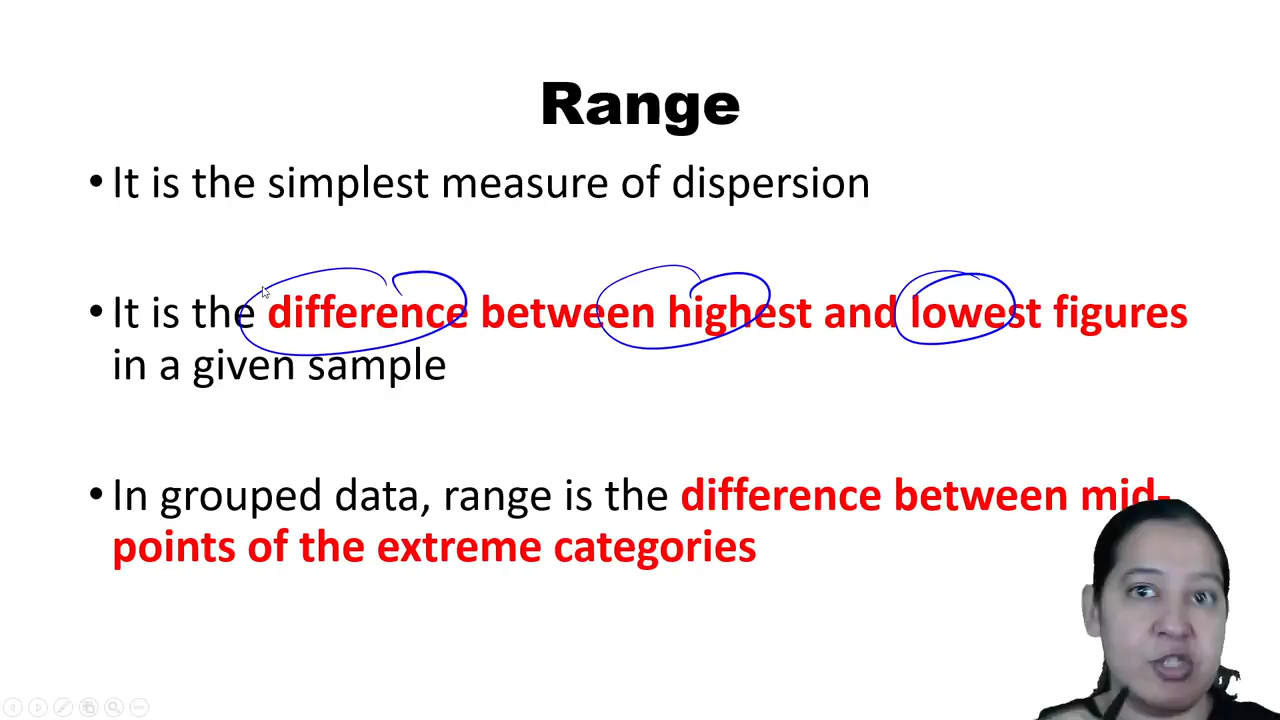 Range
• It is the simplest measure of dispersion
• It is the difference between highest and lowest figures
in a given sample
• In grouped data, range is the difference between mid-
points of the extreme categories